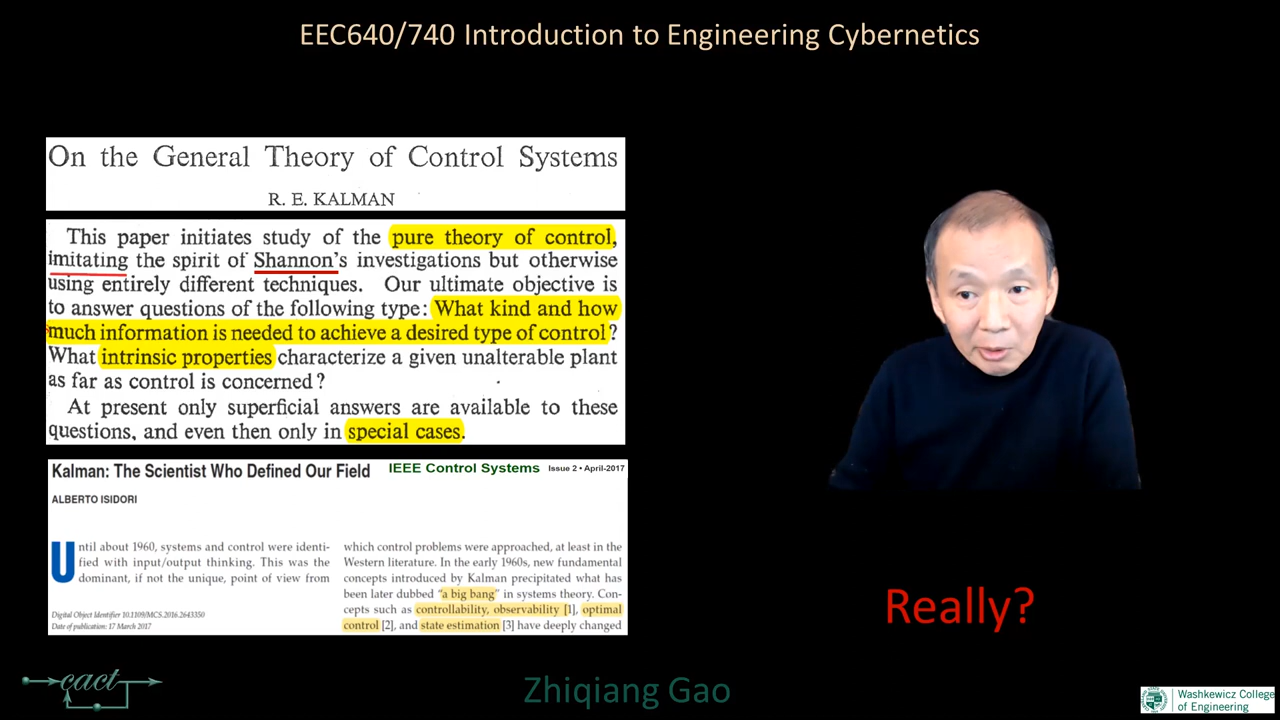 EEC640/740 Introduction to Engineering Cybernetics
On the General Theory of Control Systems
R. E. KALMAN
This paper initiates study of the pure theory of control,
imitating the spirit of Shannon's investigations but otherwise
using entirely different techniques. Our ultimate objective is
to answer questions of the following type: What kind and how
much information is needed to achieve a desired type of control?
What intrinsic properties characterize a given unalterable plant
as far as control is concerned?
At present only superficial answers are available to these
questions, and even then only in special cases.
Kalman: The Scientist Who Defined Our Field
IEEE Control Systems Issue 2 • April-2017
ALBERTO ISIDORI
Until about 1960, systems and control were identi-
fied with input/output thinking. This was the
dominant, if not the unique, point of view from
Digital Object Identifier 10.1109/MCS.2016.2643350
Date of publication: 17 March 2017
which control problems were approached, at least in the
Western literature. In the early 1960s, new fundamental
concepts introduced by Kalman precipitated what has
been later dubbed "a big bang" in systems theory. Con-
cepts such as controllability, observability [1], optimal
control [2], and state estimation [3] have deeply changed
Really?
cact
Zhiqiang Gao
Washkewicz College
of Engineering